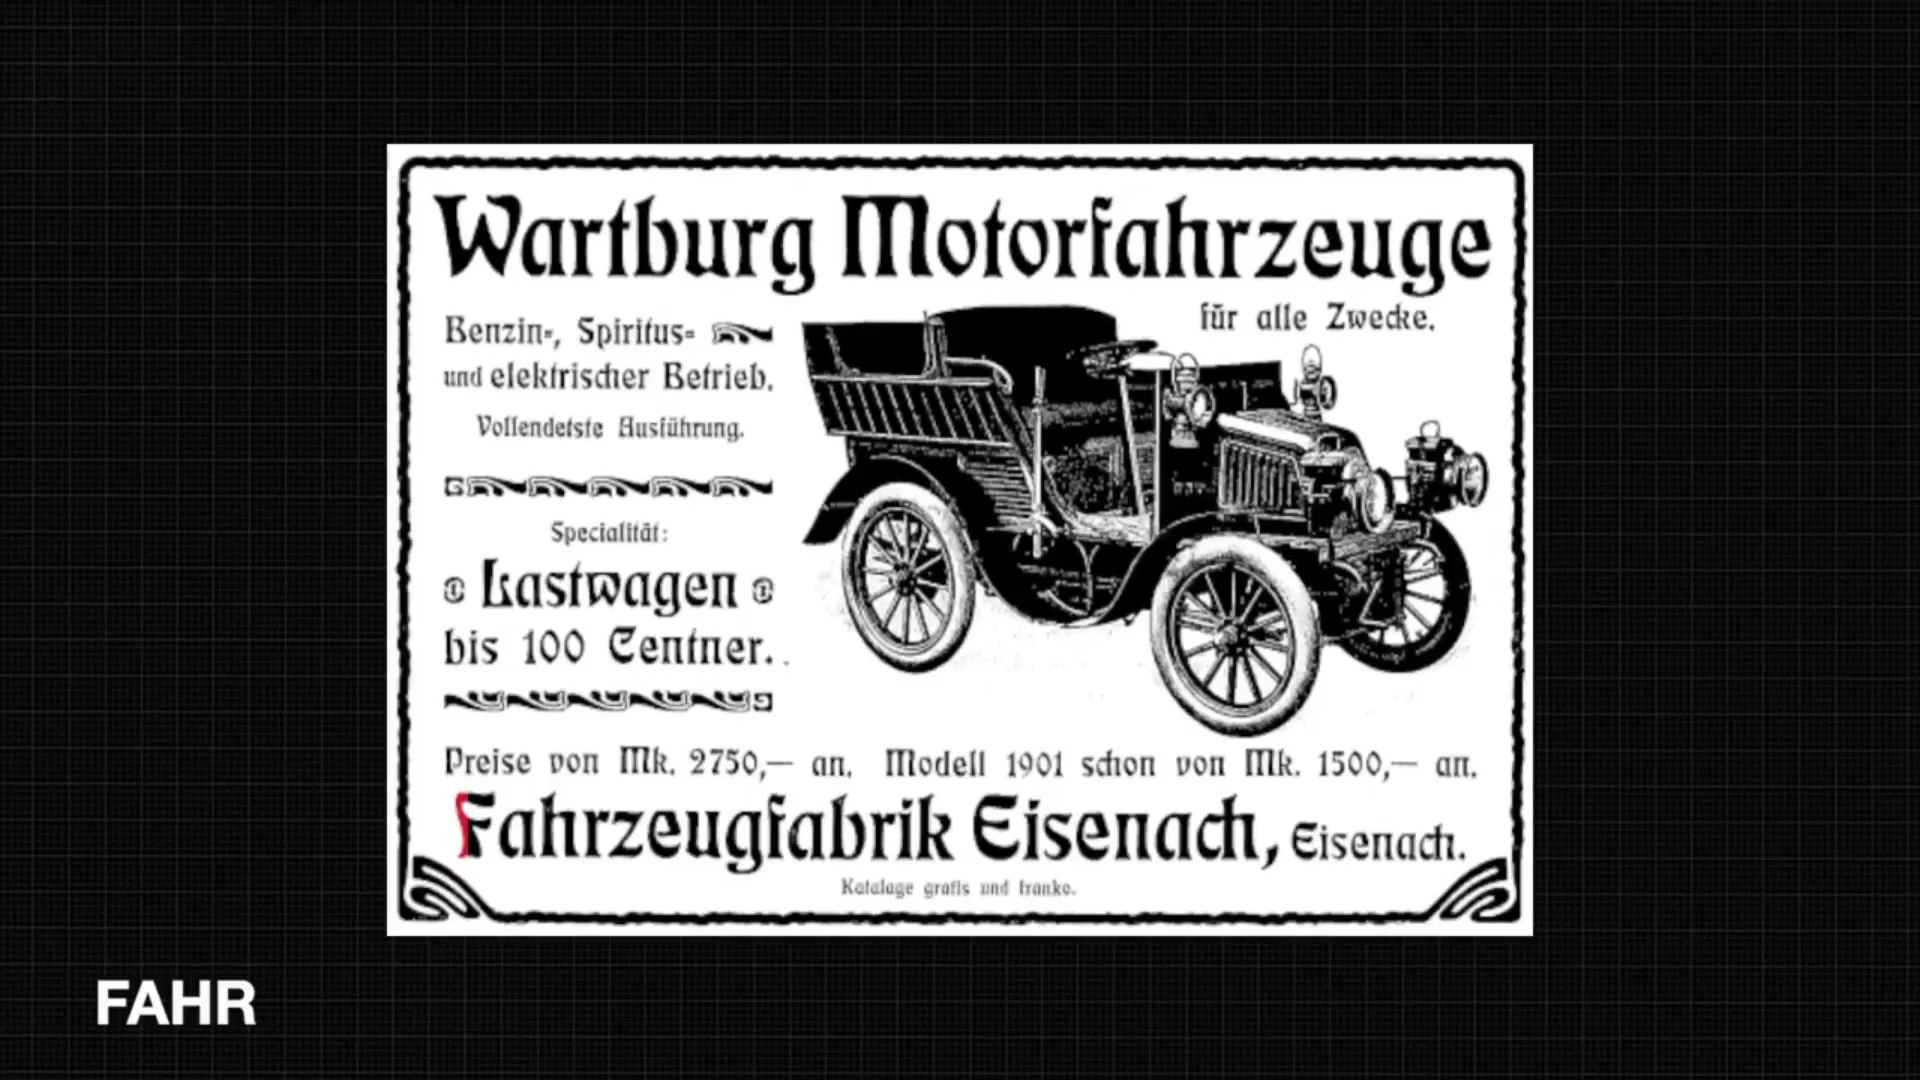 Wartburg Motorfahrzeuge
für alle Zwecke.
Benzin-, Spiritus-
und elektrischer Betrieb.
Vollendetste Ausführung.
Specialität:
Lastwagen
bis 100 Centner.
Preise von Mk. 2750,— an. Modell 1901 schon von Mk. 1500,— an.
Fahrzeugfabrik Eisenach, Eisenach.
Kataloge gratis und franko.
FAHR